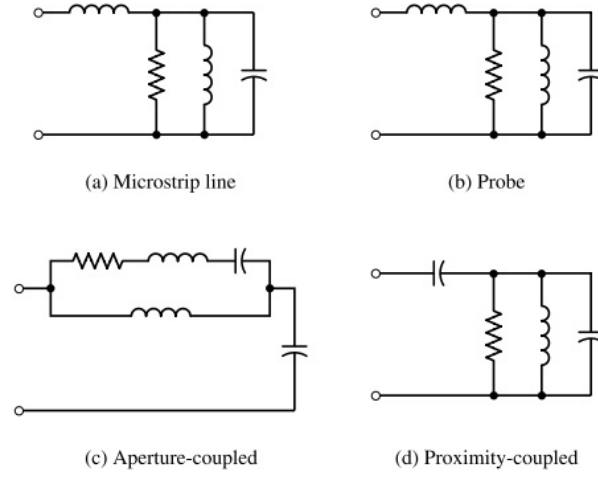 (a) Microstrip line
(b) Probe
(c) Aperture-coupled
(d) Proximity-coupled